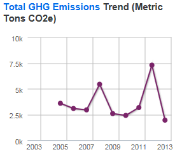 Total GHG Emissions Trend (Metric
Tons CO2e)
10k
7.5k
5k
2.5k
0k
2003 2005 2007 2009 2011 2013